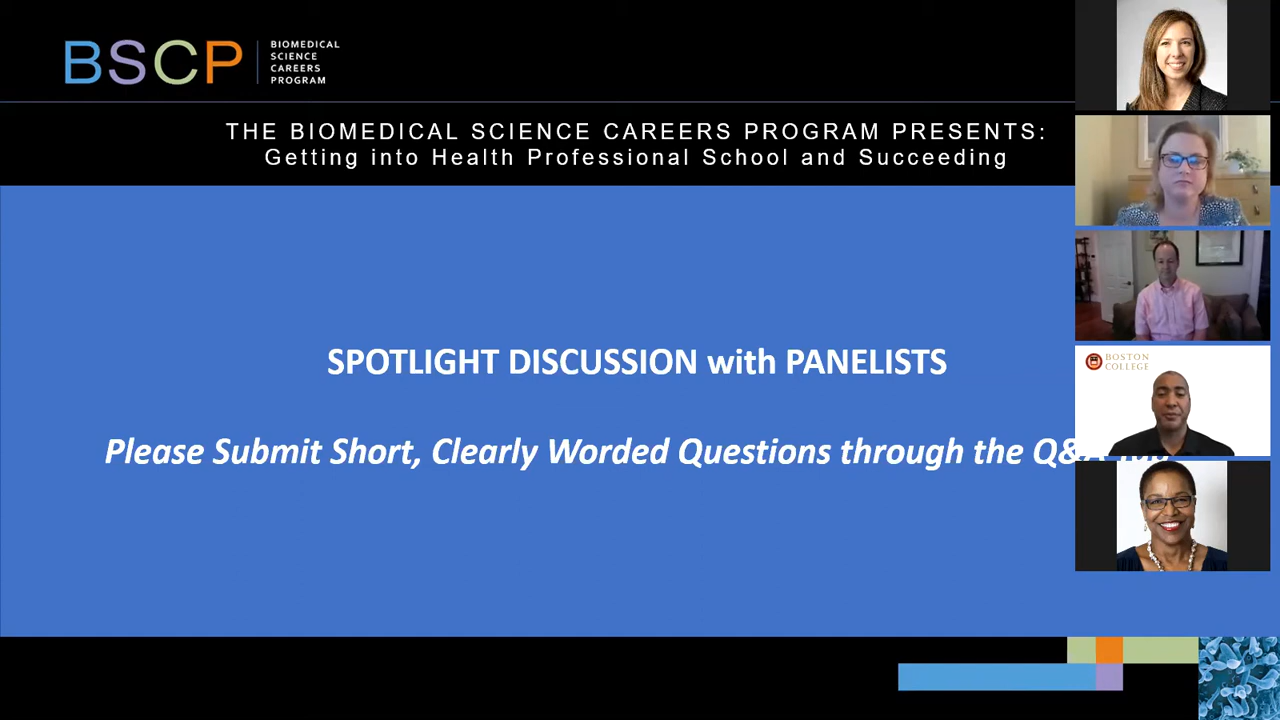 BSCP
BIOMEDICAL
SCIENCE
CAREERS
PROGRAM
THE BIOMEDICAL SCIENCE CAREERS PROGRAM PRESENTS:
Getting into Health Professional School and Succeeding
BOSTON
COLLEGE
SPOTLIGHT DISCUSSION with PANELISTS
Please Submit Short, Clearly Worded Questions through the Q&A